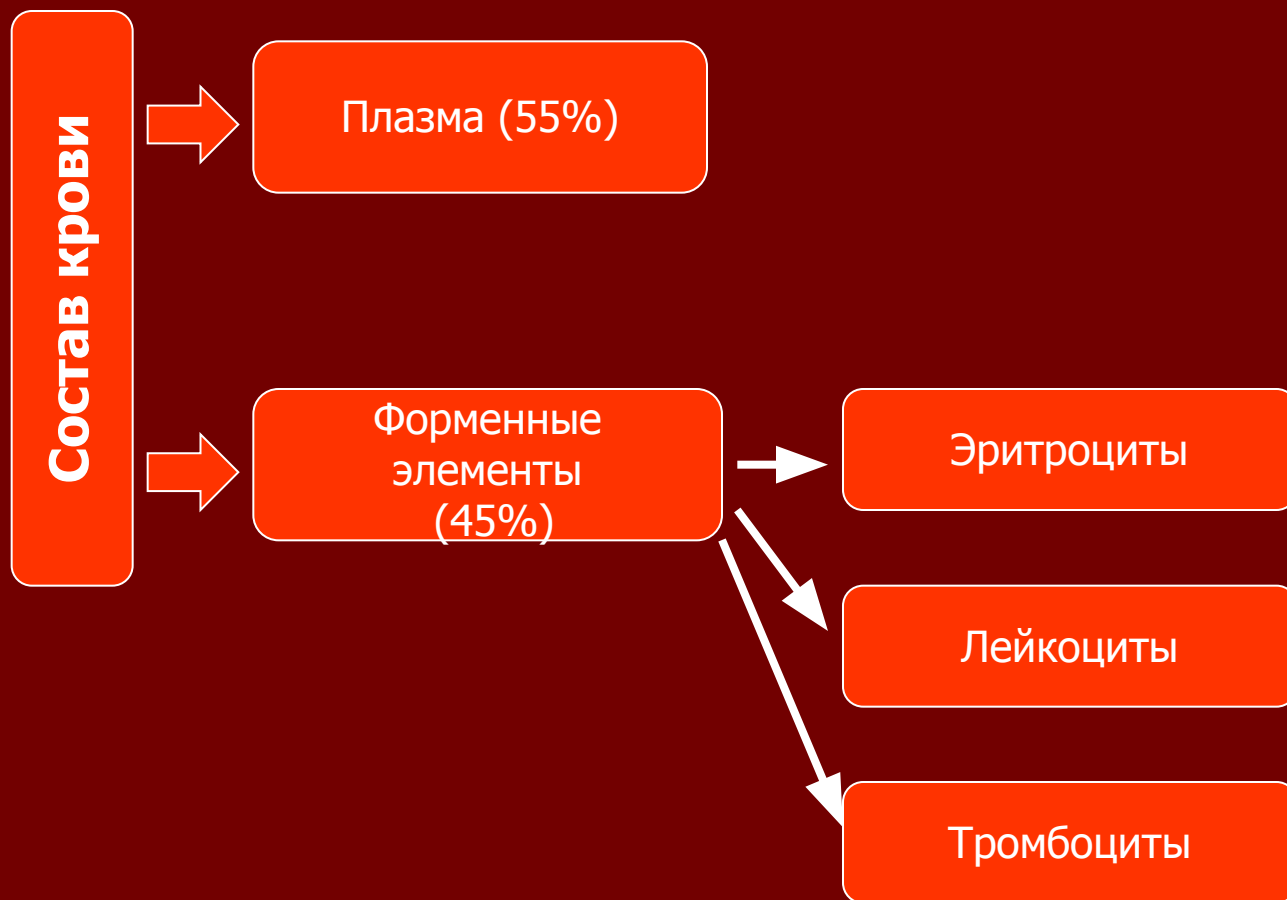 Состав крови
Плазма (55%)
Форменные
элементы
(45%)
Эритроциты
Лейкоциты
Тромбоциты